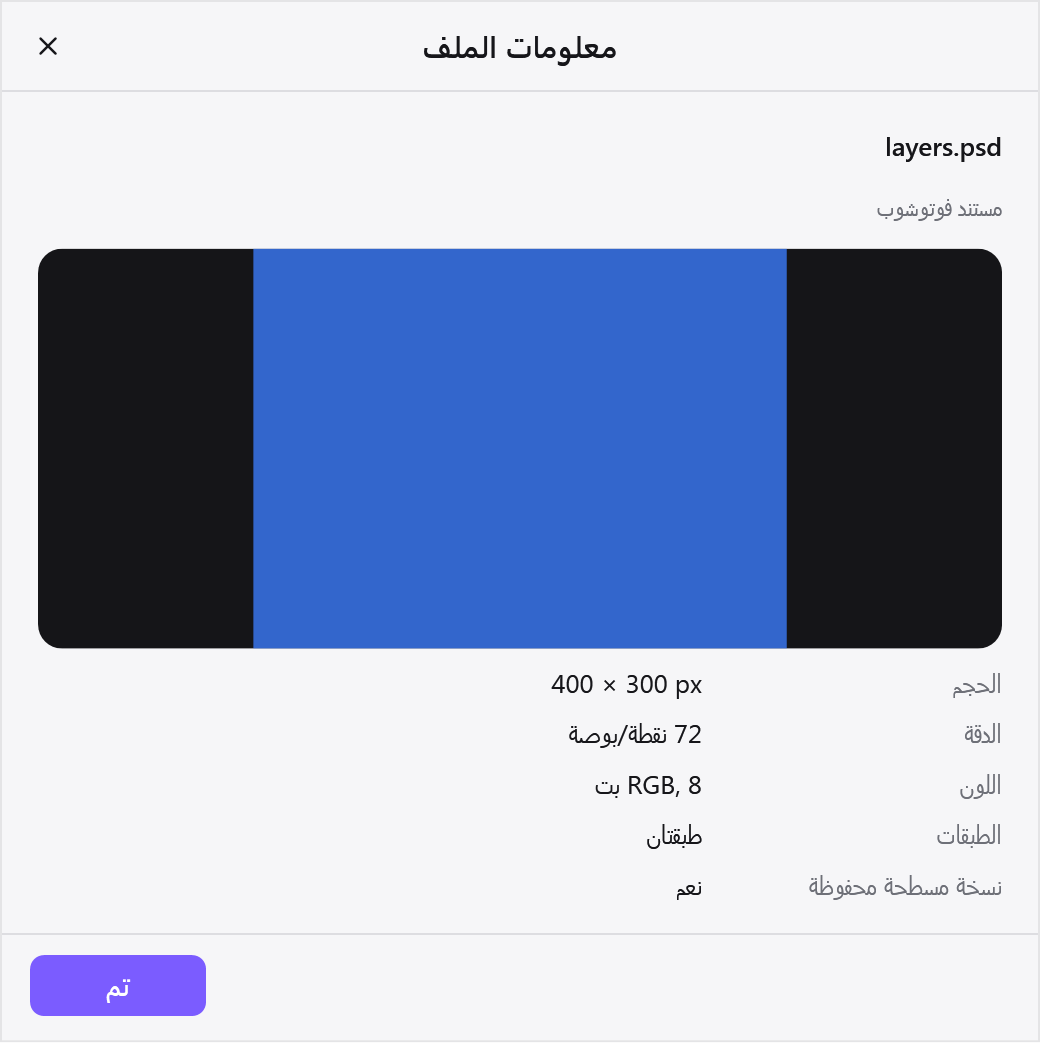 معلومات الملف
layers.psd
مستند فوتوشوب
الحجم 400 × 300 px
الدقة 72 نقطة/بوصة
اللون RGB, 8 بت
الطبقات طبقتان
نسخة مسطحة محفوظة نعم
تم